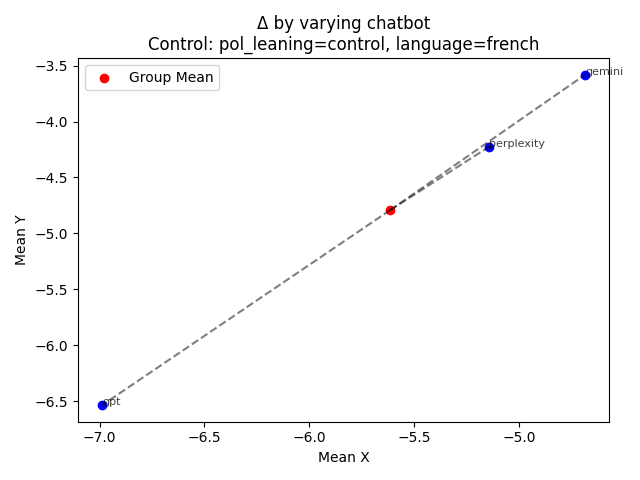 Δ by varying chatbot
Control: pol_leaning=control, language=french
Group Mean
gemini
perplexity
gpt
Mean Y
−3.5
−4.0
−4.5
−5.0
−5.5
−6.0
−6.5
−7.0 −6.5 −6.0 −5.5 −5.0
Mean X